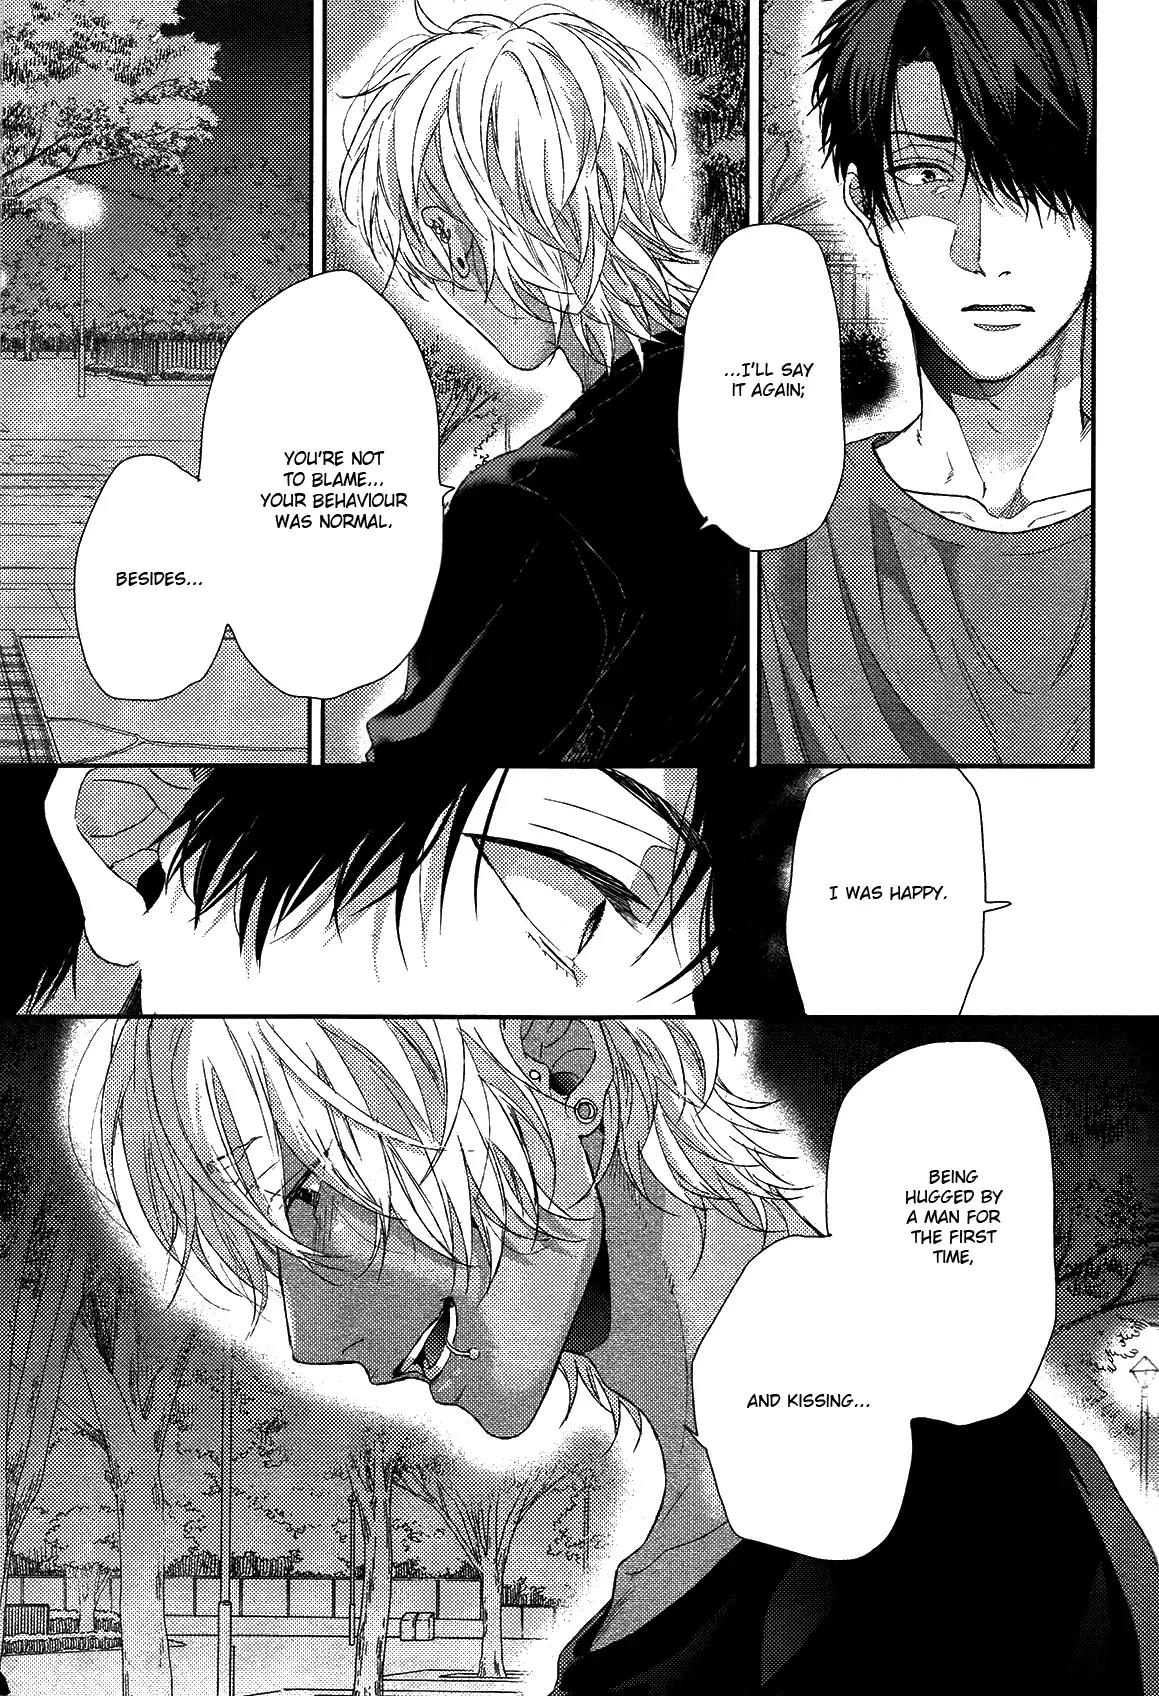 ...I'LL SAY
IT AGAIN;
YOU'RE NOT
TO BLAME...
YOUR BEHAVIOUR
WAS NORMAL.
BESIDES...
I WAS HAPPY.
BEING
HUGGED BY
A MAN FOR
THE FIRST
TIME,
AND KISSING...